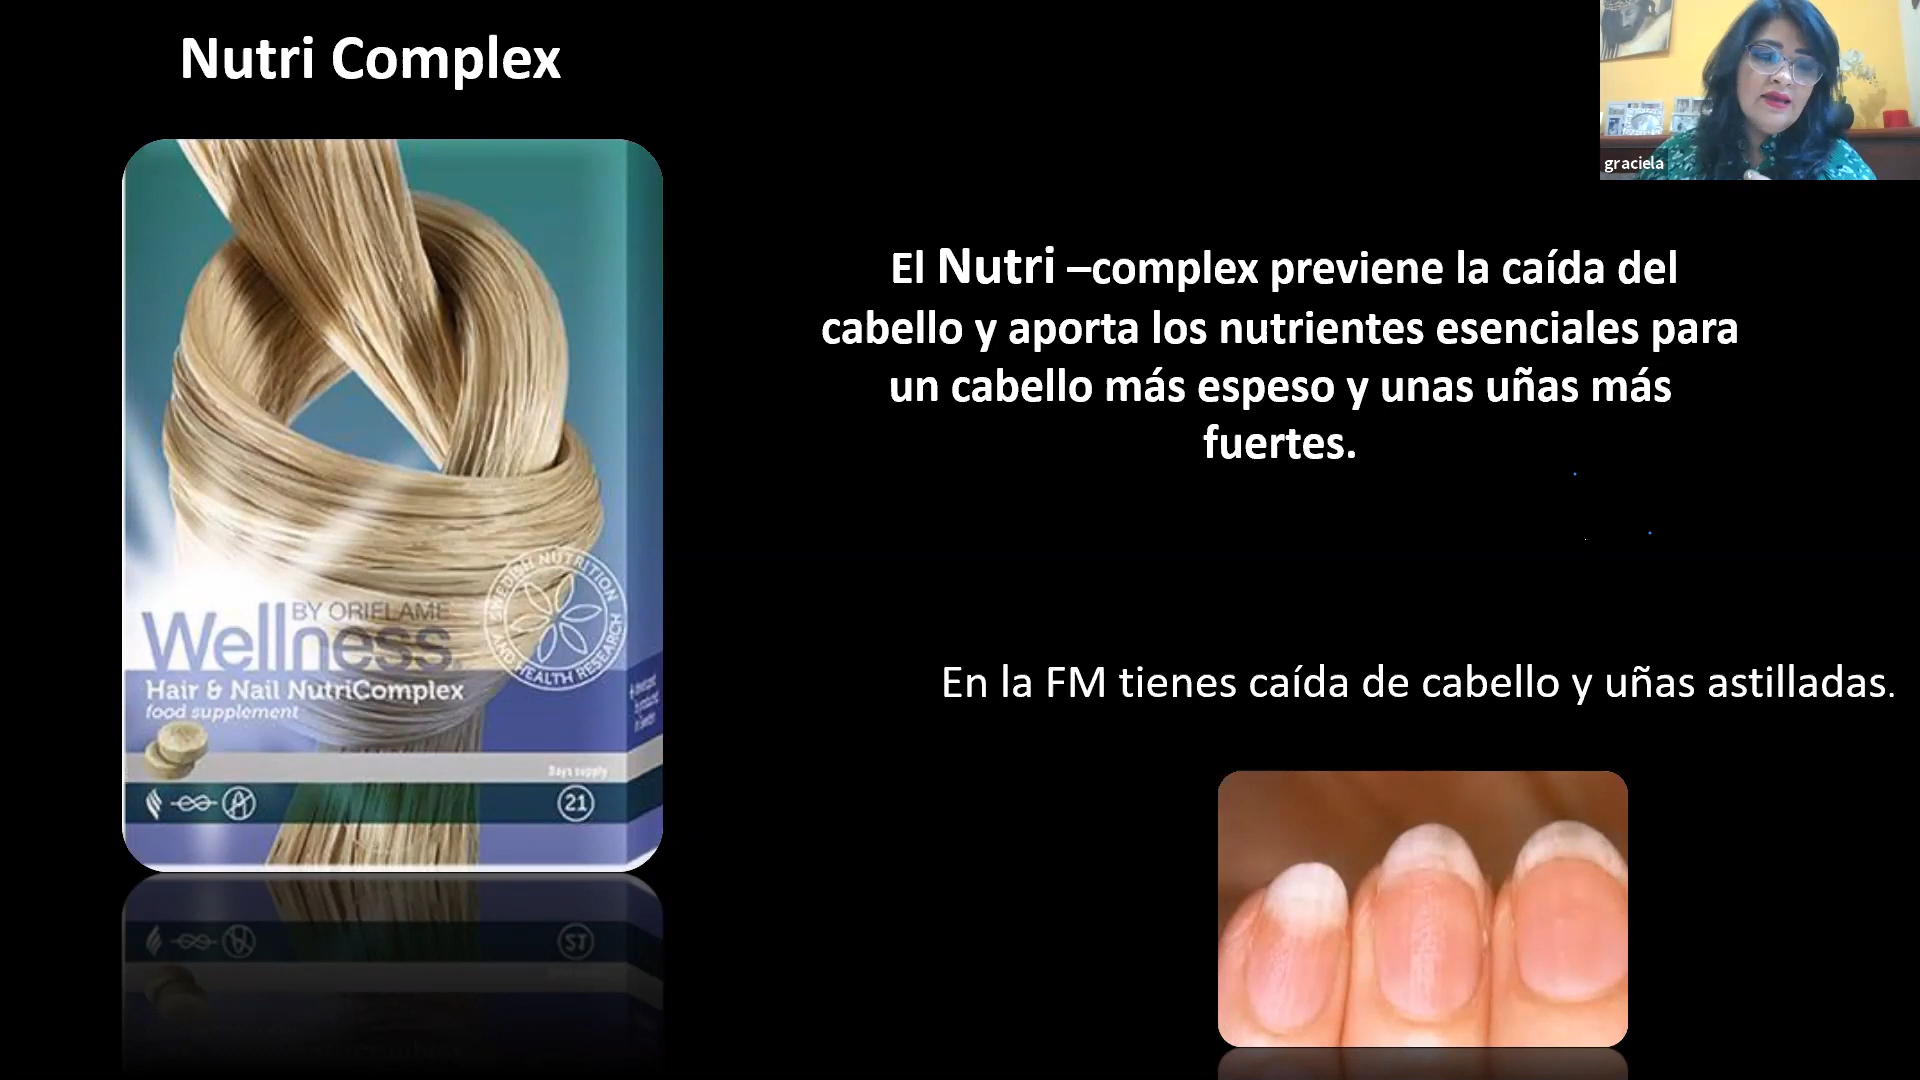 Nutri Complex
graciela
El Nutri –complex previene la caída del
cabello y aporta los nutrientes esenciales para
un cabello más espeso y unas uñas más
fuertes.
SWEDISH NUTRITION
AND HEALTH RESEARCH
BY ORIFLAME
Wellness
Hair & Nail NutriComplex
food supplement
Days supply
21
En la FM tienes caída de cabello y uñas astilladas.